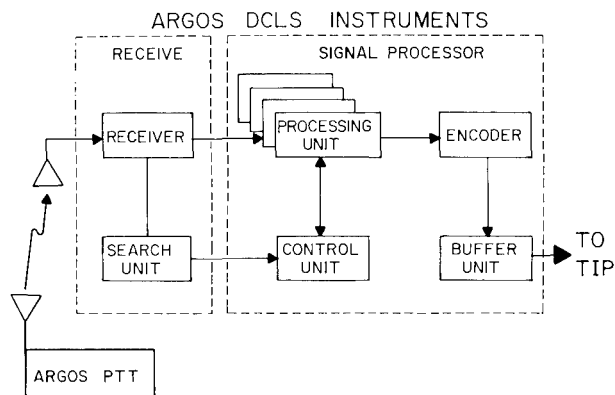 ARGOS DCLS INSTRUMENTS
RECEIVE
SIGNAL PROCESSOR
RECEIVER
PROCESSING
UNIT
ENCODER
SEARCH
UNIT
CONTROL
UNIT
BUFFER
UNIT
TO
TIP
ARGOS PTT